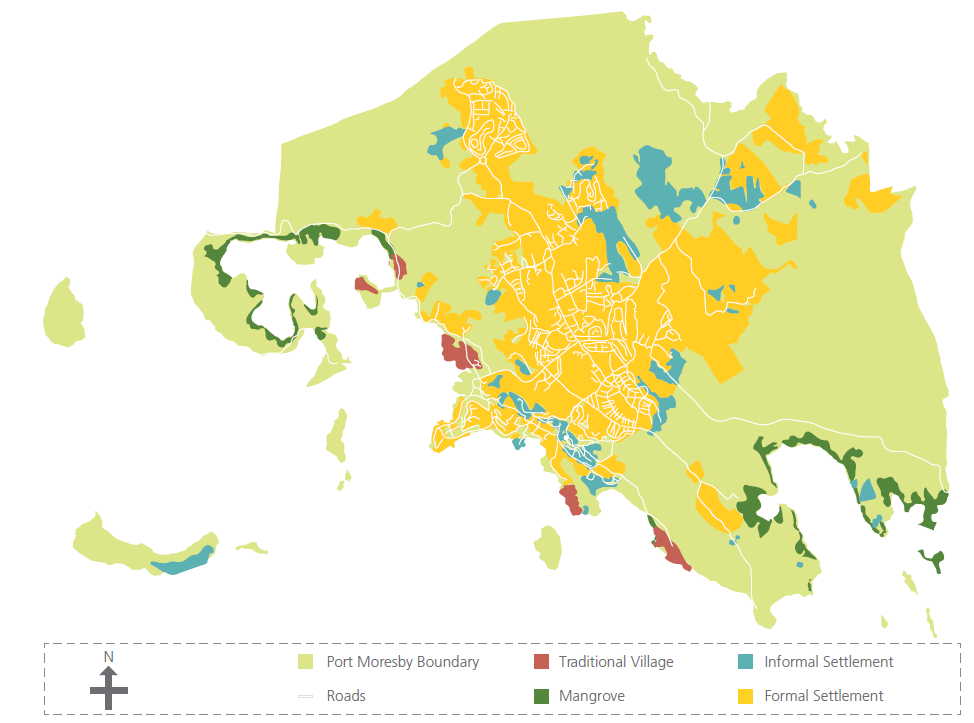 N
Port Moresby Boundary
Traditional Village
Informal Settlement
Roads
Mangrove
Formal Settlement